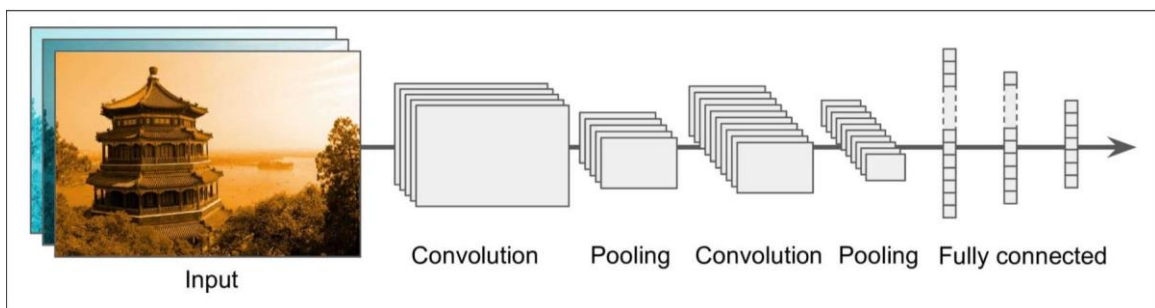 Input
Convolution
Pooling
Convolution
Pooling
Fully connected